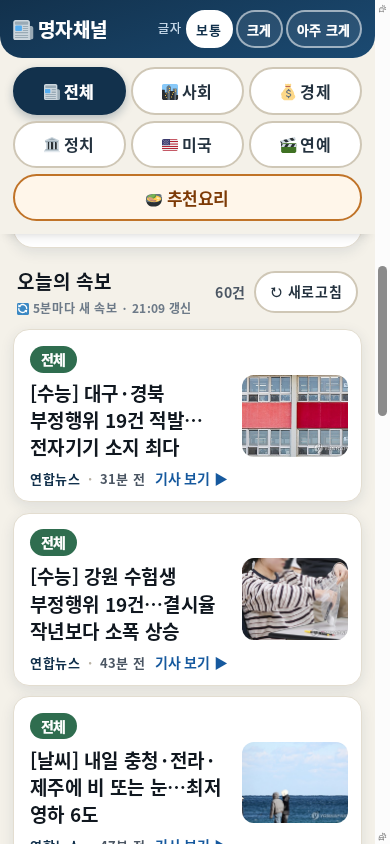 명자채널
글자 보통 크게 아주 크게
전체 사회 경제
정치 미국 연예
추천요리
오늘의 속보
5분마다 새 속보 · 21:09 갱신
60건 ↻ 새로고침
전체
[수능] 대구·경북
부정행위 19건 적발…
전자기기 소지 최다
연합뉴스 · 31분 전 기사 보기 ▶
전체
[수능] 강원 수험생
부정행위 19건…결시율
작년보다 소폭 상승
연합뉴스 · 43분 전 기사 보기 ▶
전체
[날씨] 내일 충청·전라·
제주에 비 또는 눈…최저
영하 6도